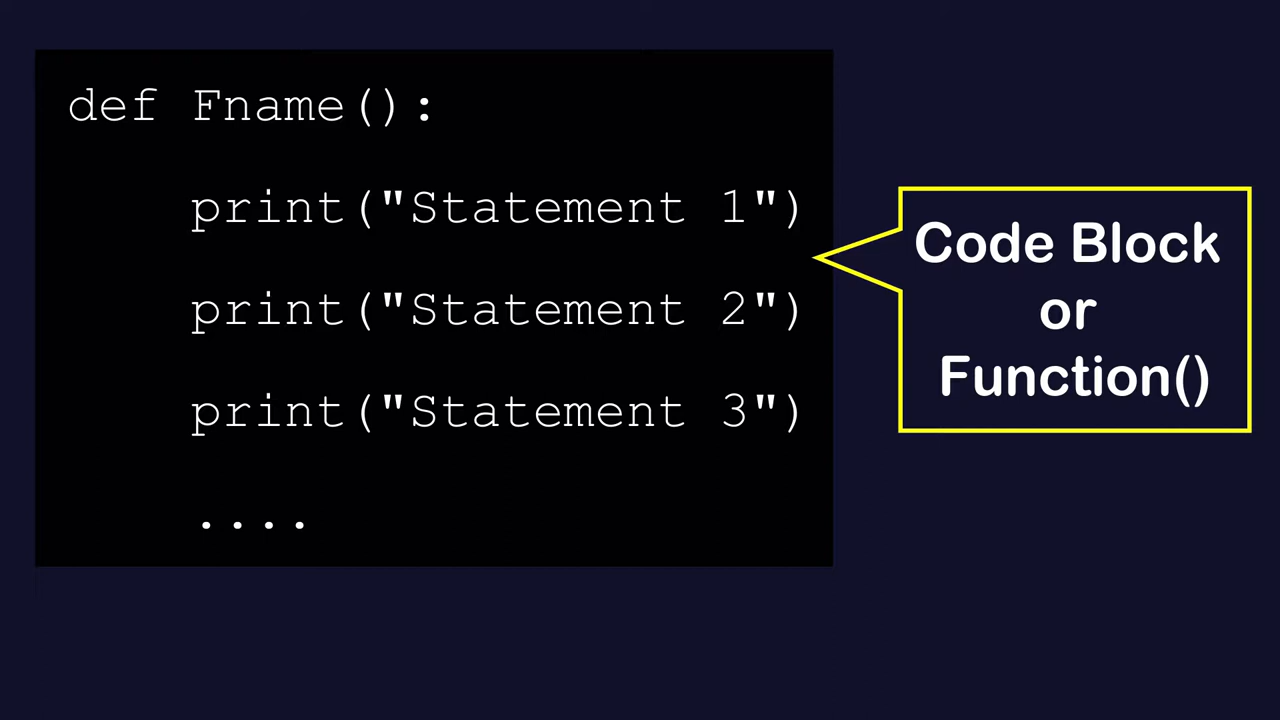 def Fname():
    print("Statement 1")
    print("Statement 2")
    print("Statement 3")
    ....
Code Block
or
Function()